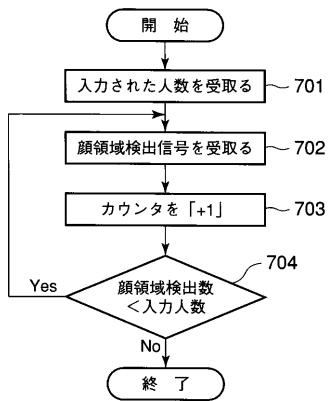 開 始
入力された人数を受取る
701
顔領域検出信号を受取る
702
カウンタを「+1」
703
704
顔領域検出数
<入力人数
Yes
No
終 了